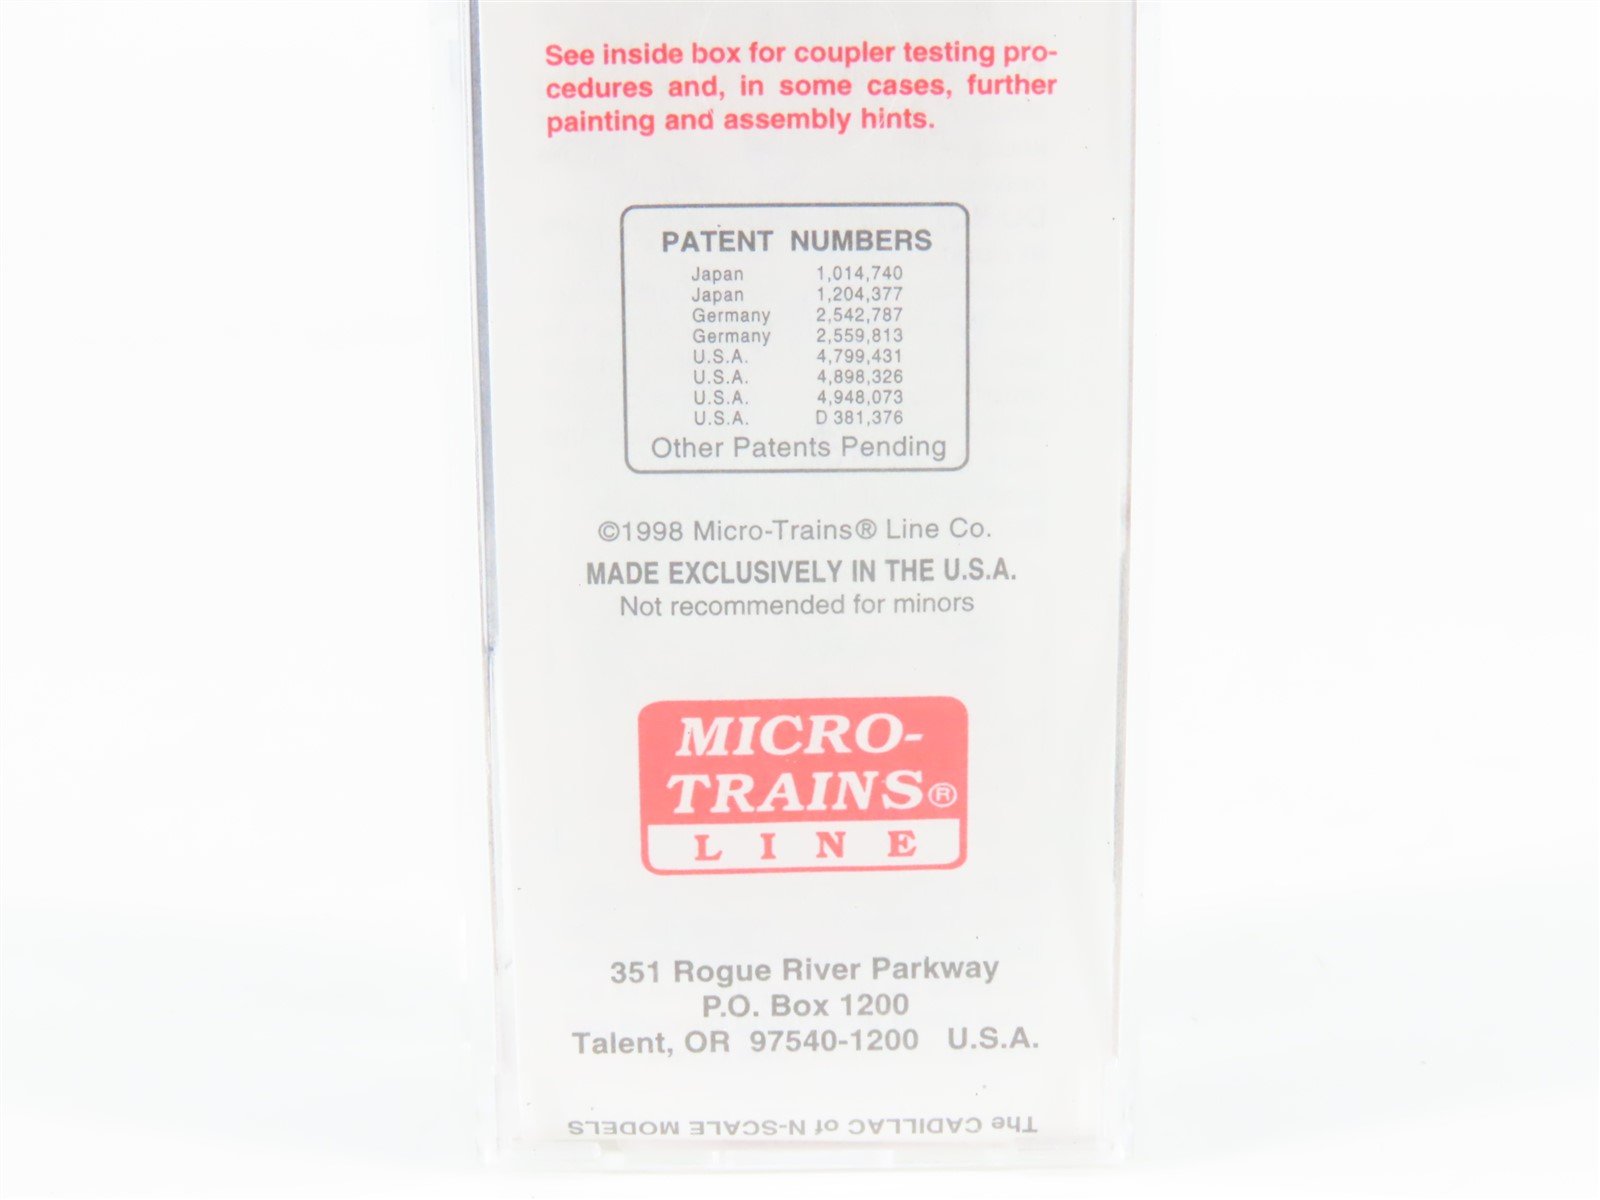 See inside box for coupler testing pro-
cedures and, in some cases, further
painting and assembly hints.
PATENT NUMBERS
Japan 1,014,740
Japan 1,204,377
Germany 2,542,787
Germany 2,559,813
U.S.A. 4,799,431
U.S.A. 4,898,326
U.S.A. 4,948,073
U.S.A. D 381,376
Other Patents Pending
©1998 Micro-Trains® Line Co.
MADE EXCLUSIVELY IN THE U.S.A.
Not recommended for minors
MICRO-
TRAINS®
LINE
351 Rogue River Parkway
P.O. Box 1200
Talent, OR 97540-1200 U.S.A.
The CADILLAC of N-SCALE MODELS